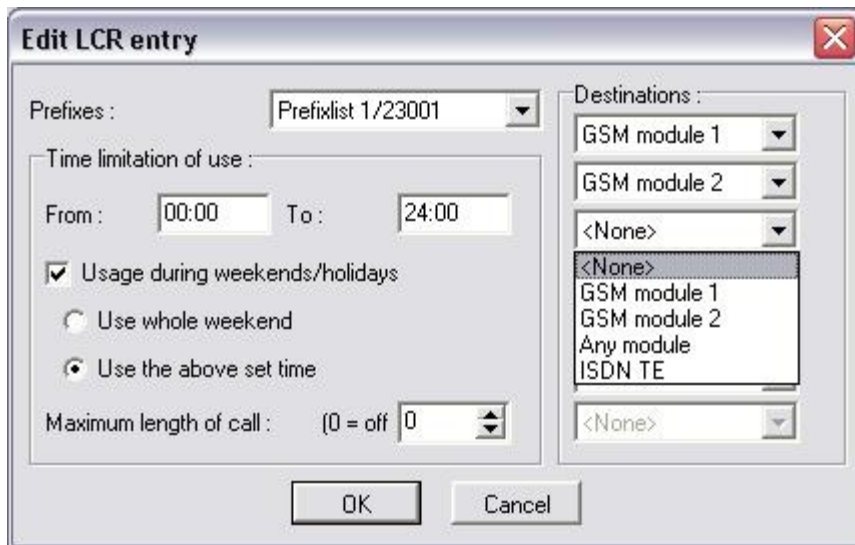 Edit LCR entry
Prefixes :
Prefixlist 1/23001
Time limitation of use :
From :
00:00
To :
24:00
Usage during weekends/holidays
Use whole weekend
Use the above set time
Maximum length of call :
(0 = off
0
Destinations :
GSM module 1
GSM module 2
<None>
<None>
GSM module 1
GSM module 2
Any module
ISDN TE
<None>
OK
Cancel